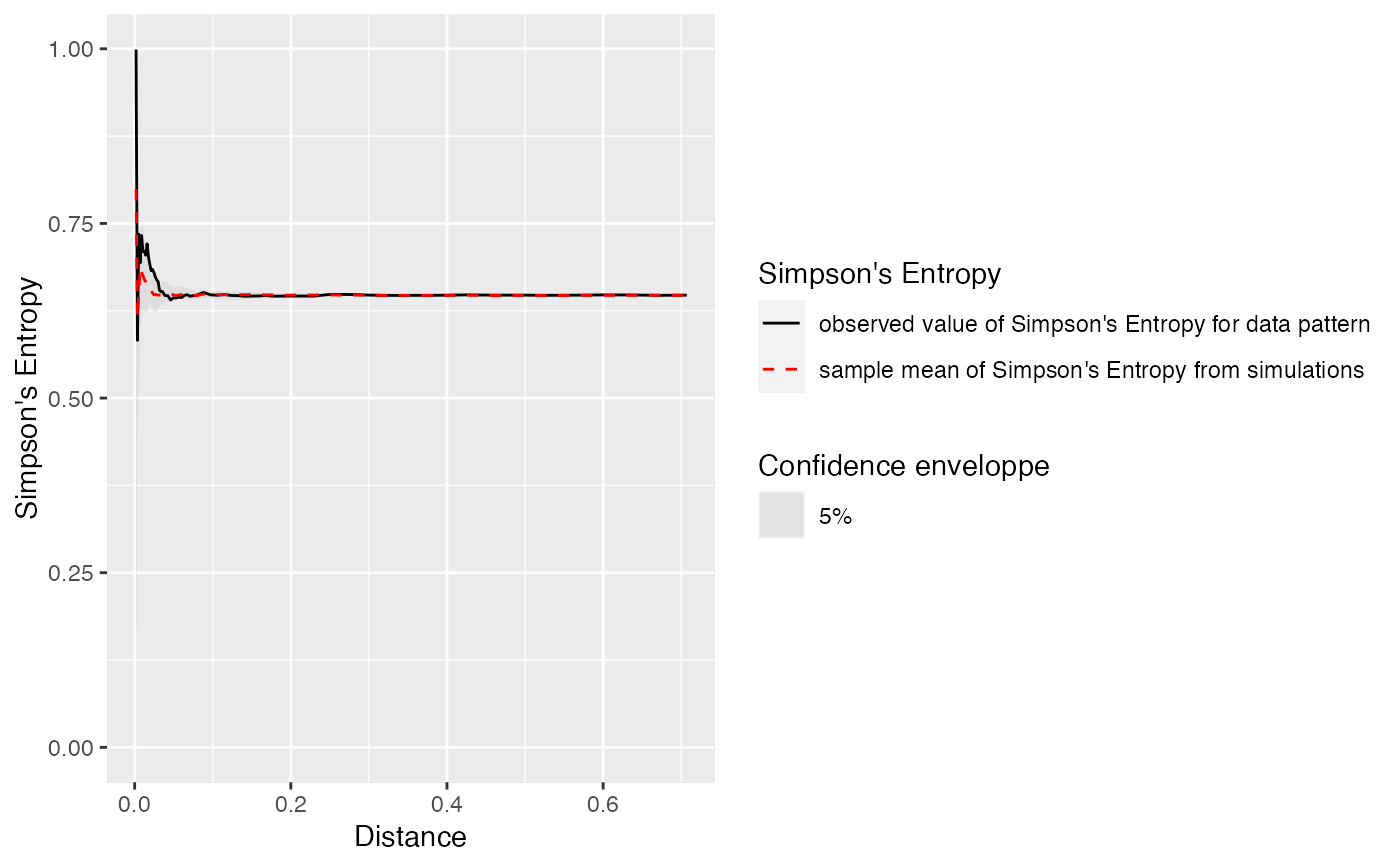 1.00
0.75
0.50
0.25
0.00
Simpson's Entropy
0.0
0.2
0.4
0.6
Distance
Simpson's Entropy
observed value of Simpson's Entropy for data pattern
sample mean of Simpson's Entropy from simulations
Confidence enveloppe
5%